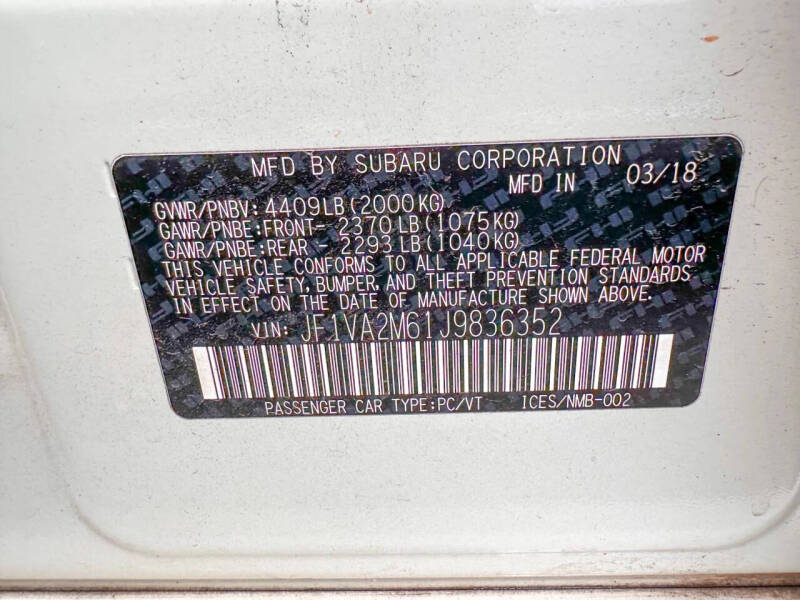 MFD BY SUBARU CORPORATION
MFD IN 03/18
GVWR/PNBV: 4409LB(2000KG)
GAWR/PNBE:FRONT- 2370LB(1075KG)
GAWR/PNBE:REAR - 2293LB(1040KG)
THIS VEHICLE CONFORMS TO ALL APPLICABLE FEDERAL MOTOR
VEHICLE SAFETY, BUMPER, AND THEFT PREVENTION STANDARDS
IN EFFECT ON THE DATE OF MANUFACTURE SHOWN ABOVE.
VIN: JF1VA2M61J9836352
PASSENGER CAR TYPE:PC/VT ICES/NMB-002